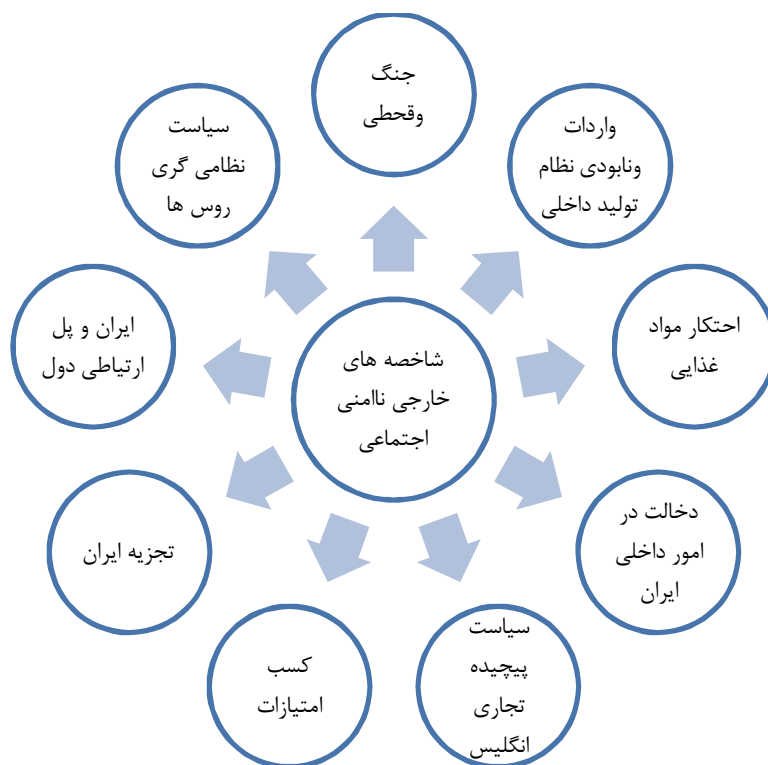 جنگ
وقحطی
واردات
ونابودی نظام
تولید داخلی
احتکار مواد
غذایی
دخالت در
امور داخلی
ایران
سیاست
پیچیده
تجاری
انگلیس
کسب
امتیازات
تجزیه ایران
ایران و پل
ارتباطی دول
سیاست
نظامی گری
روس ها
شاخصه های
خارجی ناامنی
اجتماعی